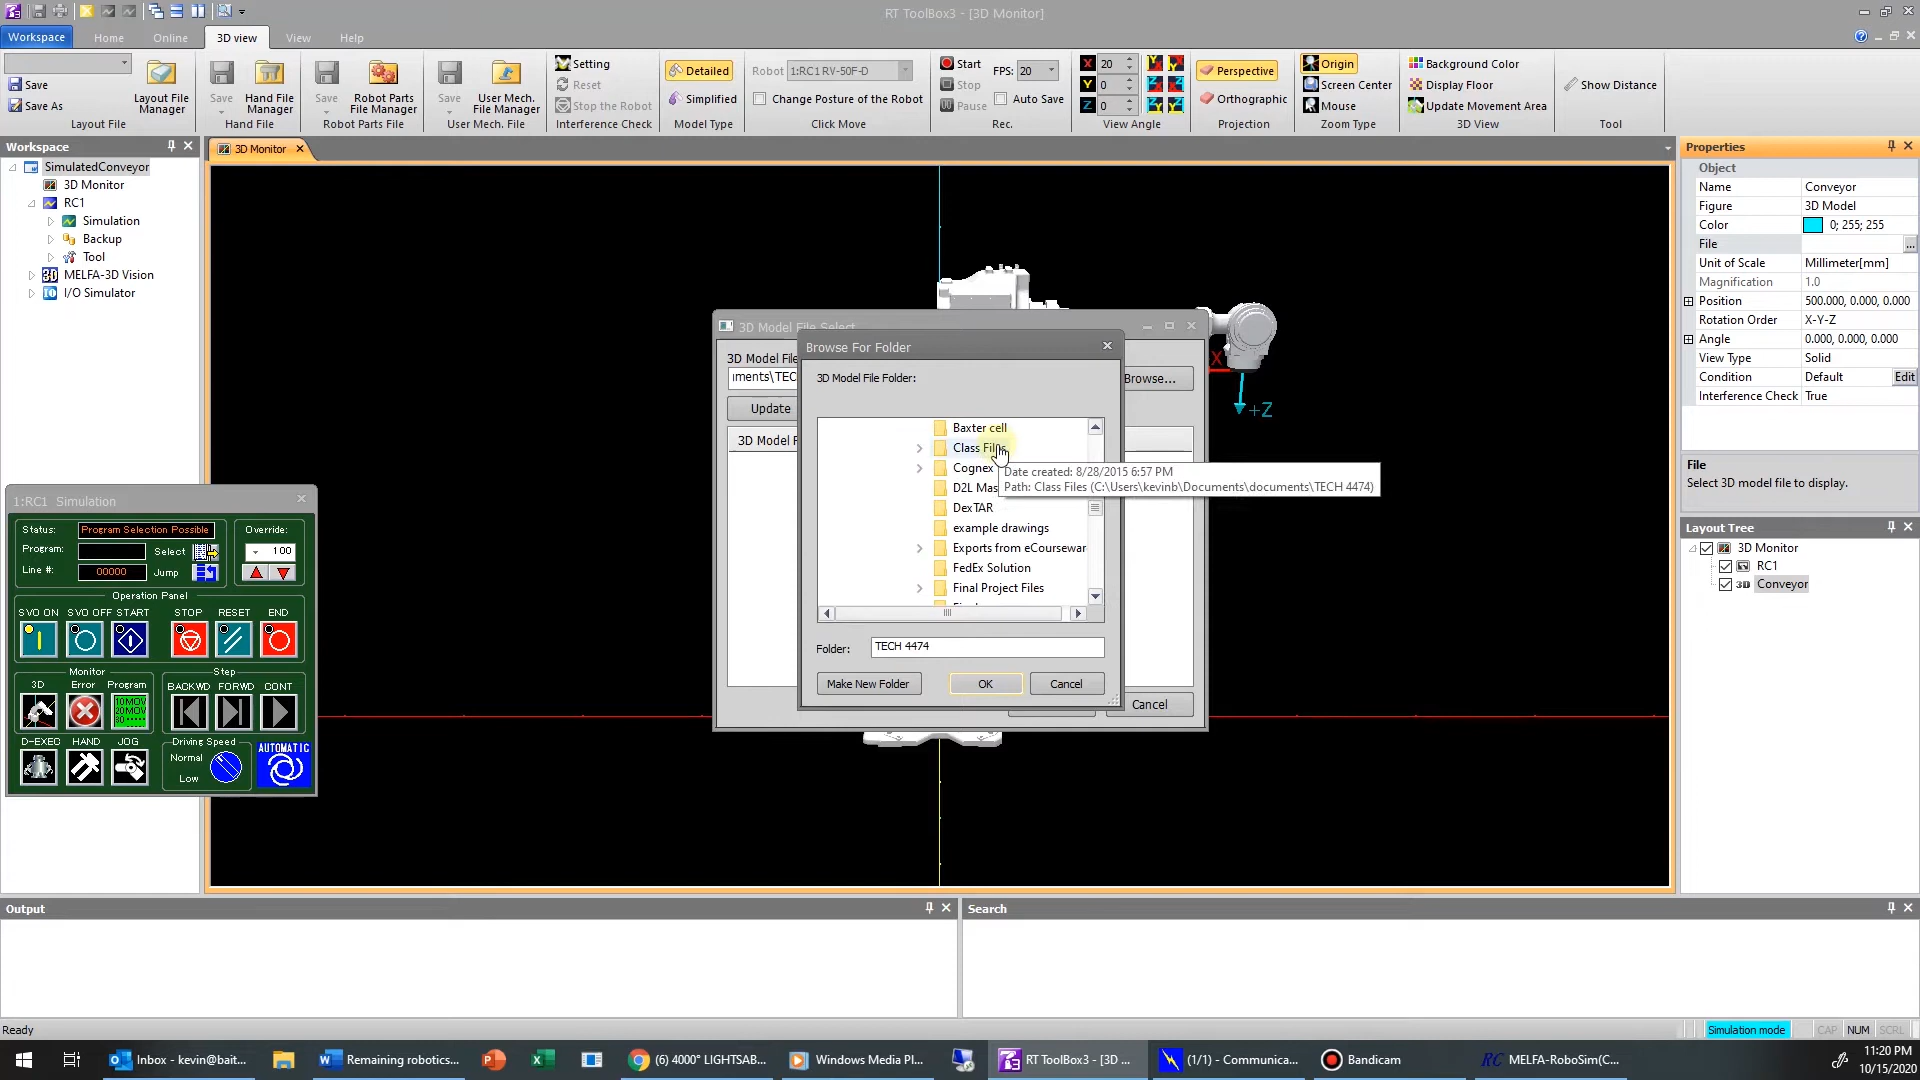 RT ToolBox3 - [3D Monitor]
Workspace
Home
Online
3D view
View
Help
Save
Save As
Layout File Manager
Layout File
Save
Hand File Manager
Hand File
Save
Robot Parts File Manager
Robot Parts File
Save
User Mech. File Manager
User Mech. File
Setting
Reset
Stop the Robot
Interference Check
Detailed
Simplified
Model Type
Robot 1:RC1 RV-50F-D
Change Posture of the Robot
Click Move
Start
Stop
Pause
FPS: 20
Auto Save
Rec.
X 20
Y 0
Z 0
View Angle
Perspective
Orthographic
Projection
Origin
Screen Center
Mouse
Zoom Type
Background Color
Display Floor
Update Movement Area
3D View
Show Distance
Tool
Workspace
SimulatedConveyor
3D Monitor
RC1
Simulation
Backup
Tool
MELFA-3D Vision
I/O Simulator
3D Monitor
X
+Z
3D Model File Select
3D Model File
uments\TEC
Browse...
Update
3D Model F
Cancel
Browse For Folder
3D Model File Folder:
Baxter cell
Class Files
Cognex
D2L Mas
DexTAR
example drawings
Exports from eCoursewar
FedEx Solution
Final Project Files
Date created: 8/28/2015 6:57 PM
Path: Class Files (C:\Users\kevinb\Documents\documents\TECH 4474)
Folder: TECH 4474
Make New Folder
OK
Cancel
1:RC1 Simulation
Status: Program Selection Possible
Program: Select
Line #: 00000 Jump
Override:
100
Operation Panel
SVO ON SVO OFF START STOP RESET END
Monitor
3D Error Program
10MOV
20MOV
Step
BACKWD FORWD CONT
D-EXEC HAND JOG
Driving Speed
Normal
Low
AUTOMATIC
Properties
Object
Name Conveyor
Figure 3D Model
Color 0; 255; 255
File ...
Unit of Scale Millimeter[mm]
Magnification 1.0
Position 500.000, 0.000, 0.000
Rotation Order X-Y-Z
Angle 0.000, 0.000, 0.000
View Type Solid
Condition Default Edit
Interference Check True
File
Select 3D model file to display.
Layout Tree
3D Monitor
RC1
3D Conveyor
Output
Search
Ready
Simulation mode
CAP NUM SCRL
Inbox - kevin@bait...
Remaining robotics...
(6) 4000° LIGHTSAB...
Windows Media Pl...
RT ToolBox3 - [3D ...
(1/1) - Communica...
Bandicam
RC MELFA-RoboSim(C...
11:20 PM
10/15/2020